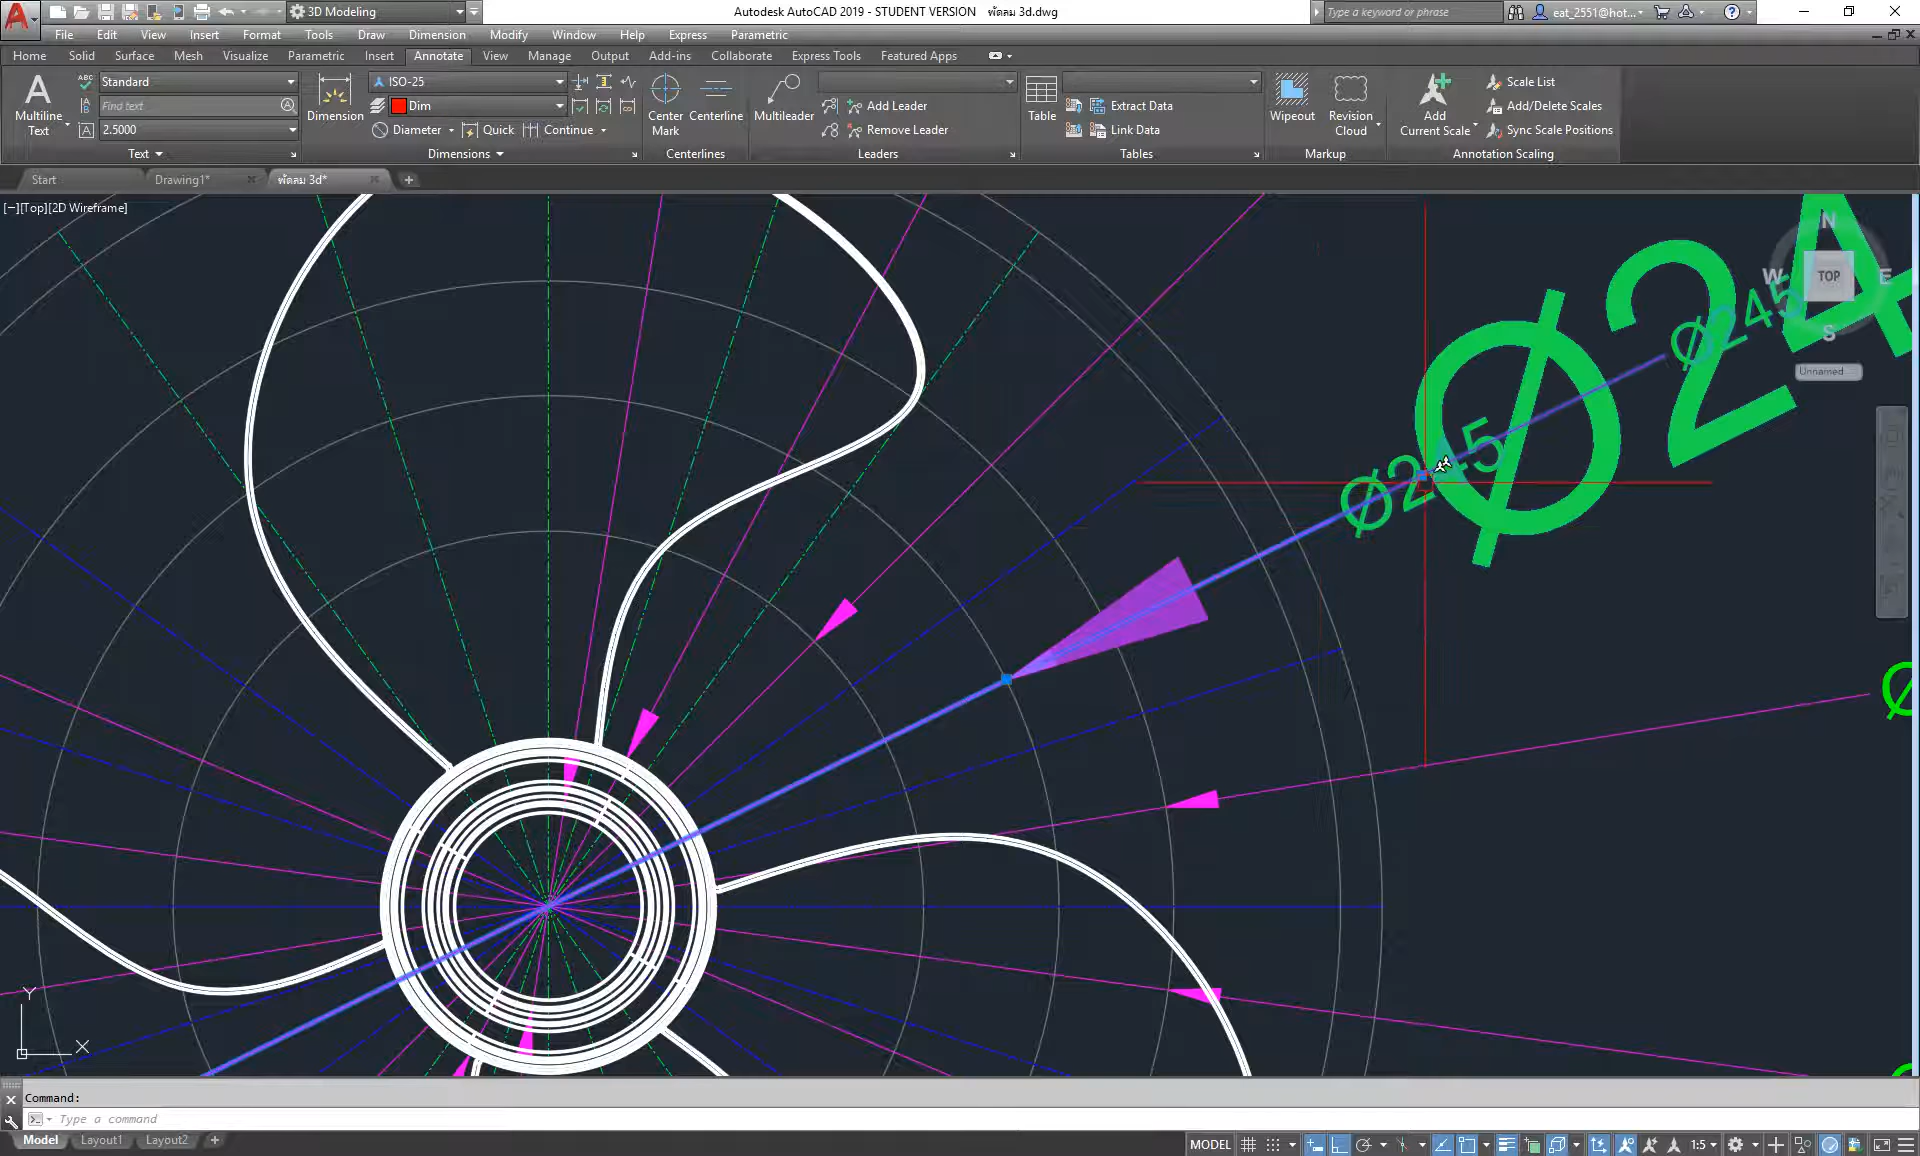 3D Modeling
Autodesk AutoCAD 2019 - STUDENT VERSION พัดลม 3d.dwg
Type a keyword or phrase
eat_2551@hot...
File Edit View Insert Format Tools Draw Dimension Modify Window Help Express Parametric
Home Solid Surface Mesh Visualize Parametric Insert Annotate View Manage Output Add-ins Collaborate Express Tools Featured Apps
Multiline Text
Standard
Find text
2.5000
Text
Dimension
ISO-25
Dim
Diameter Quick Continue
Dimensions
Center Mark
Centerline
Centerlines
Multileader
Add Leader
Remove Leader
Leaders
Table
Extract Data
Link Data
Tables
Wipeout
Revision Cloud
Markup
Add Current Scale
Scale List
Add/Delete Scales
Sync Scale Positions
Annotation Scaling
Start Drawing1* พัดลม 3d*
[−][Top][2D Wireframe]
N
W TOP E
S
Unnamed
Ø24
Ø245
Ø245
Ø
Y
X
Command:
Type a command
Model Layout1 Layout2 +
MODEL 1:5